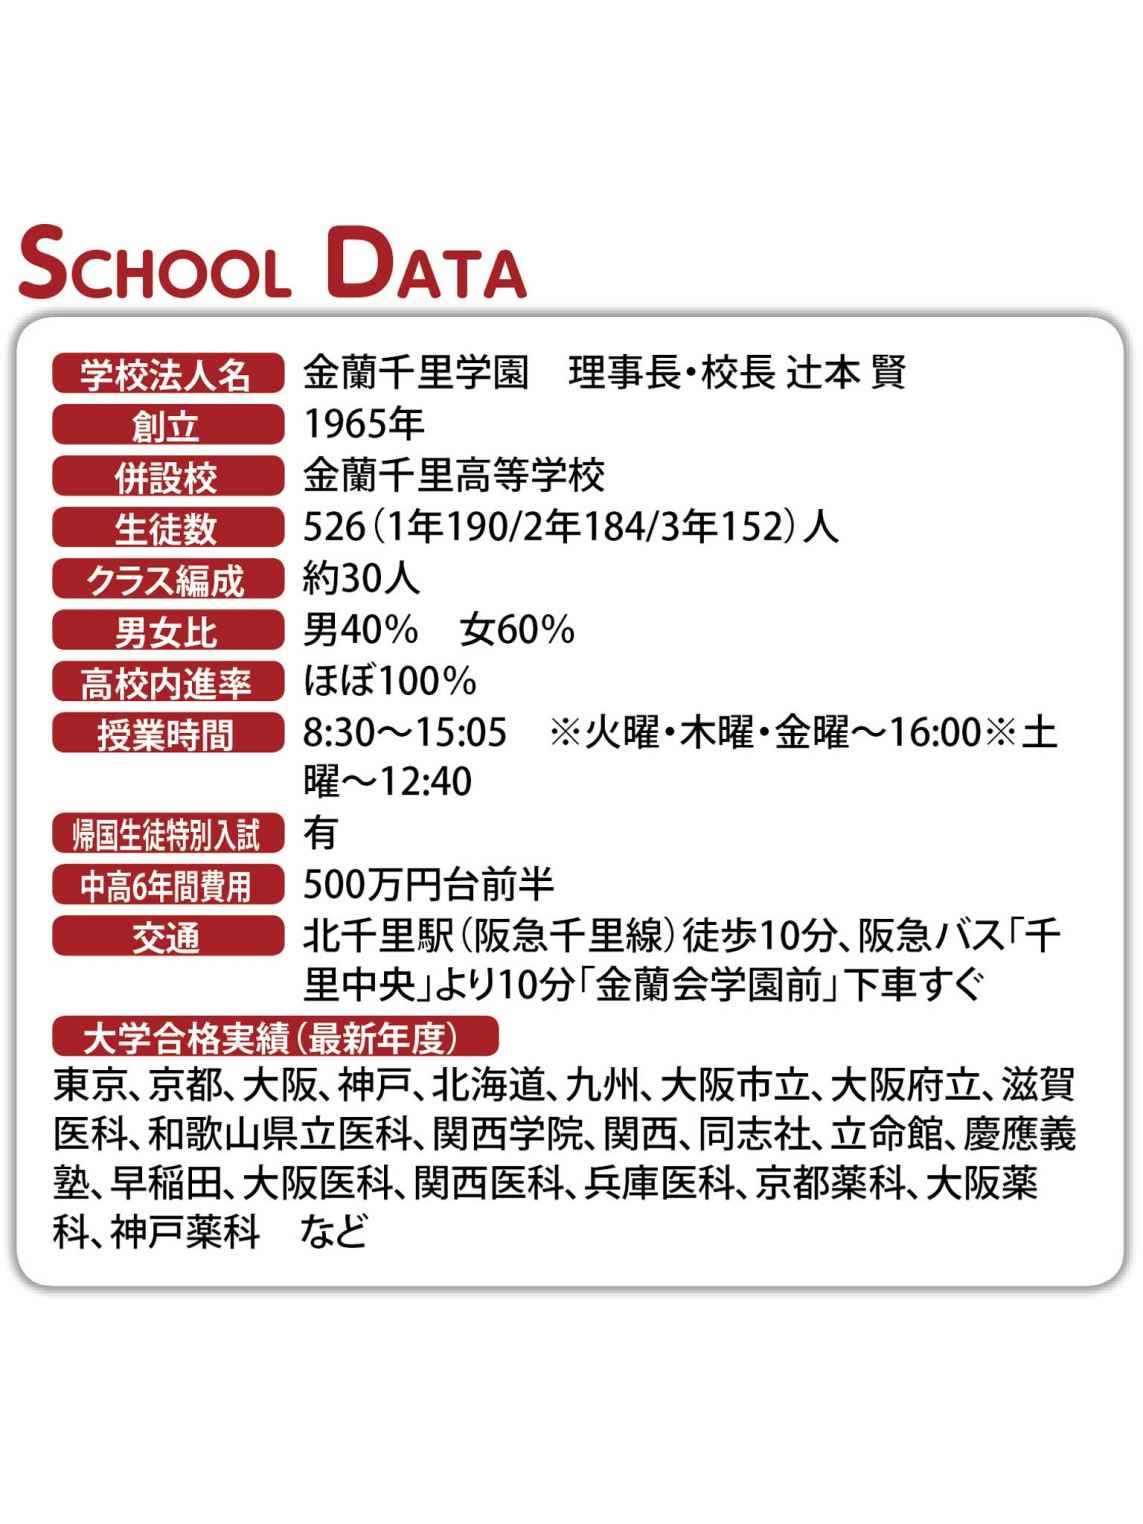 SCHOOL DATA
学校法人名 金蘭千里学園　理事長・校長 辻本 賢
創立 1965年
併設校 金蘭千里高等学校
生徒数 526（1年190/2年184/3年152）人
クラス編成 約30人
男女比 男40％　女60％
高校内進率 ほぼ100％
授業時間 8:30～15:05　※火曜・木曜・金曜～16:00※土
曜～12:40
帰国生徒特別入試 有
中高6年間費用 500万円台前半
交通 北千里駅（阪急千里線）徒歩10分、阪急バス「千
里中央」より10分「金蘭会学園前」下車すぐ
大学合格実績（最新年度）
東京、京都、大阪、神戸、北海道、九州、大阪市立、大阪府立、滋賀
医科、和歌山県立医科、関西学院、関西、同志社、立命館、慶應義
塾、早稲田、大阪医科、関西医科、兵庫医科、京都薬科、大阪薬
科、神戸薬科　など